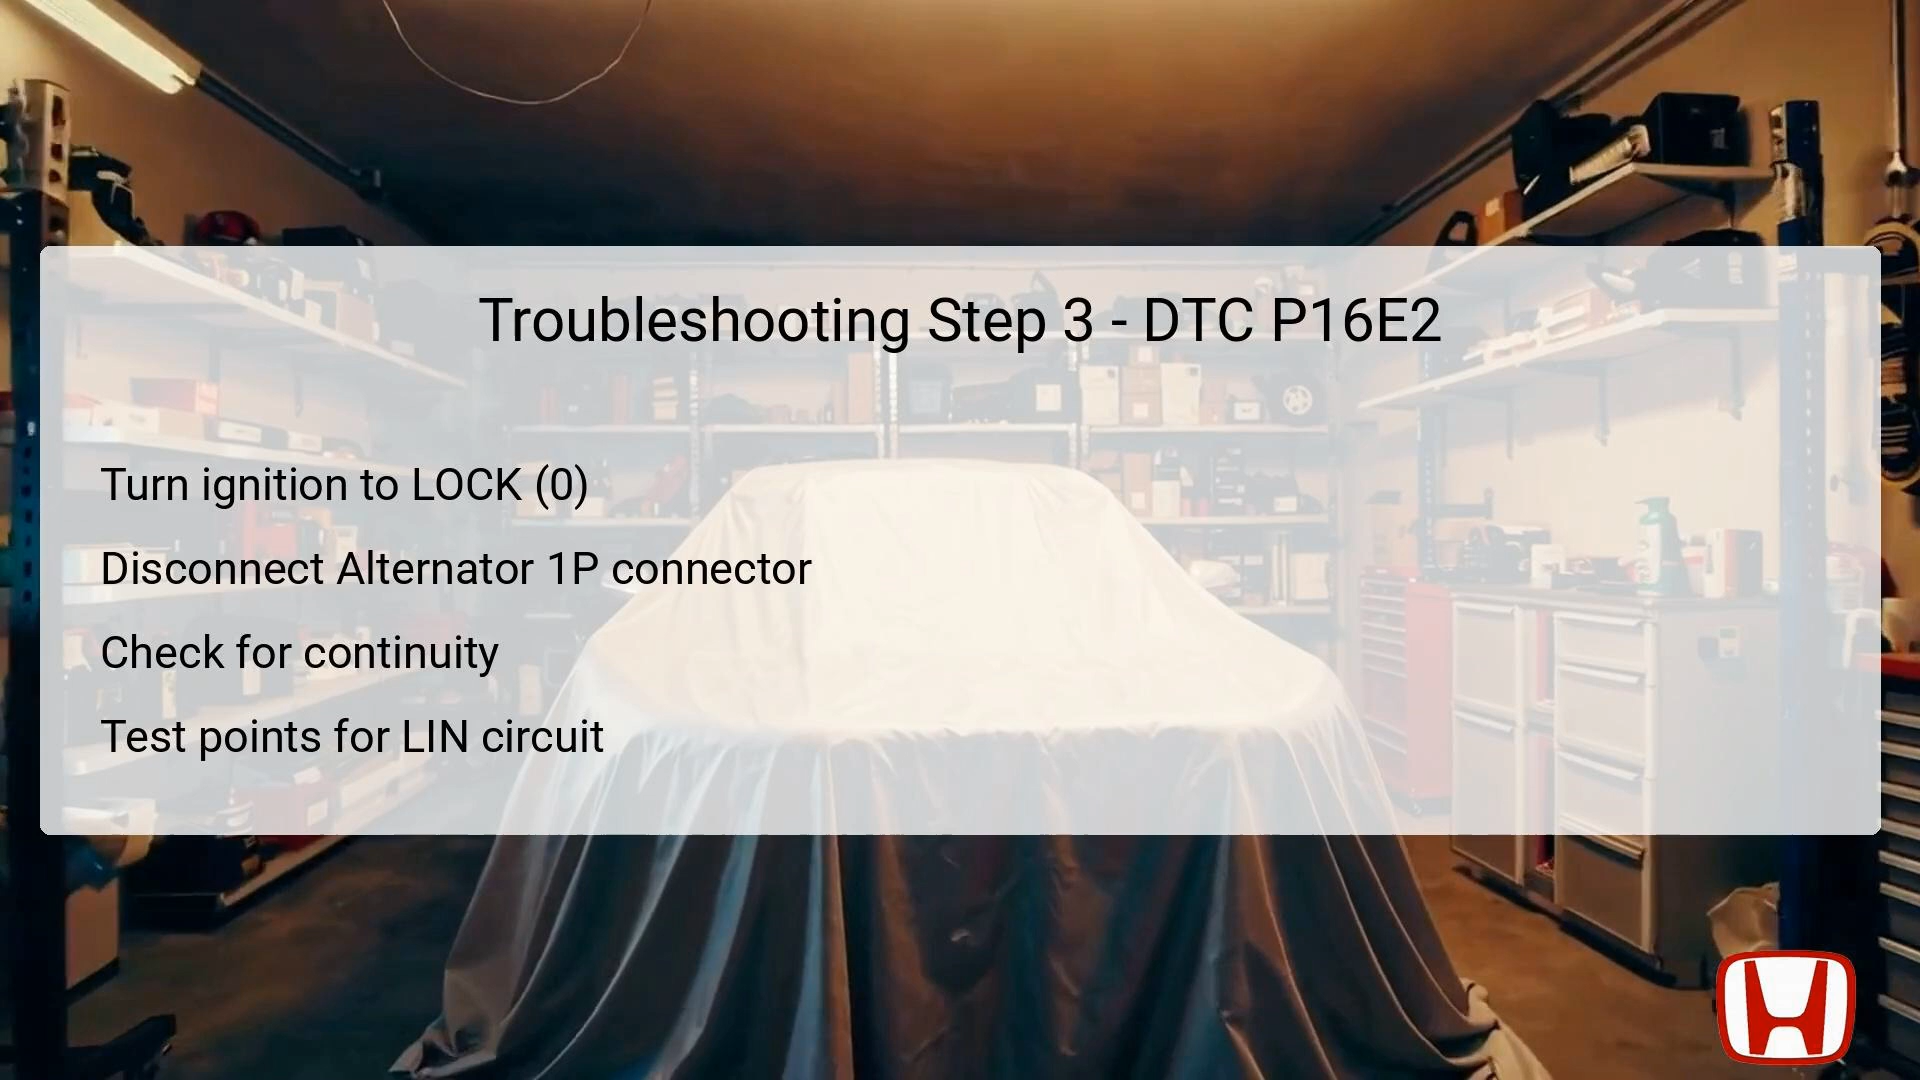 Troubleshooting Step 3 - DTC P16E2
Turn ignition to LOCK (0)
Disconnect Alternator 1P connector
Check for continuity
Test points for LIN circuit